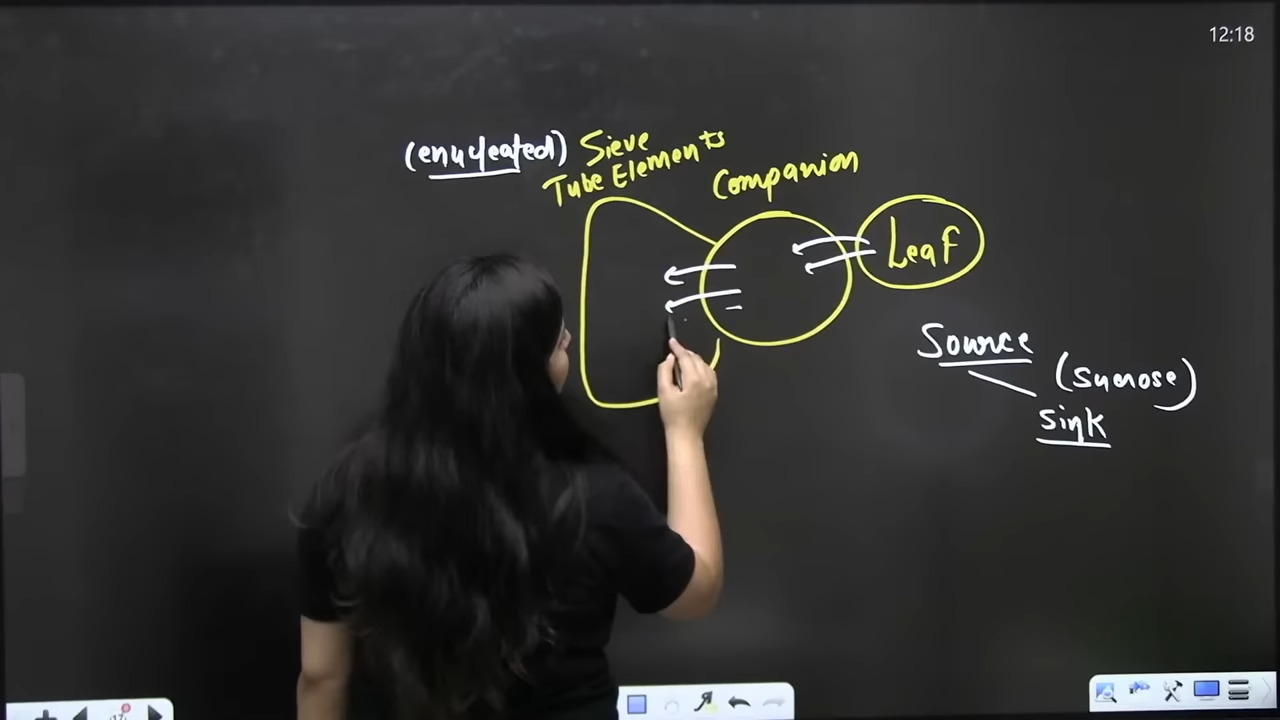 12:18
(enucleated) Sieve
Tube Elements
Companion
Leaf
Source
(Sucrose)
Sink